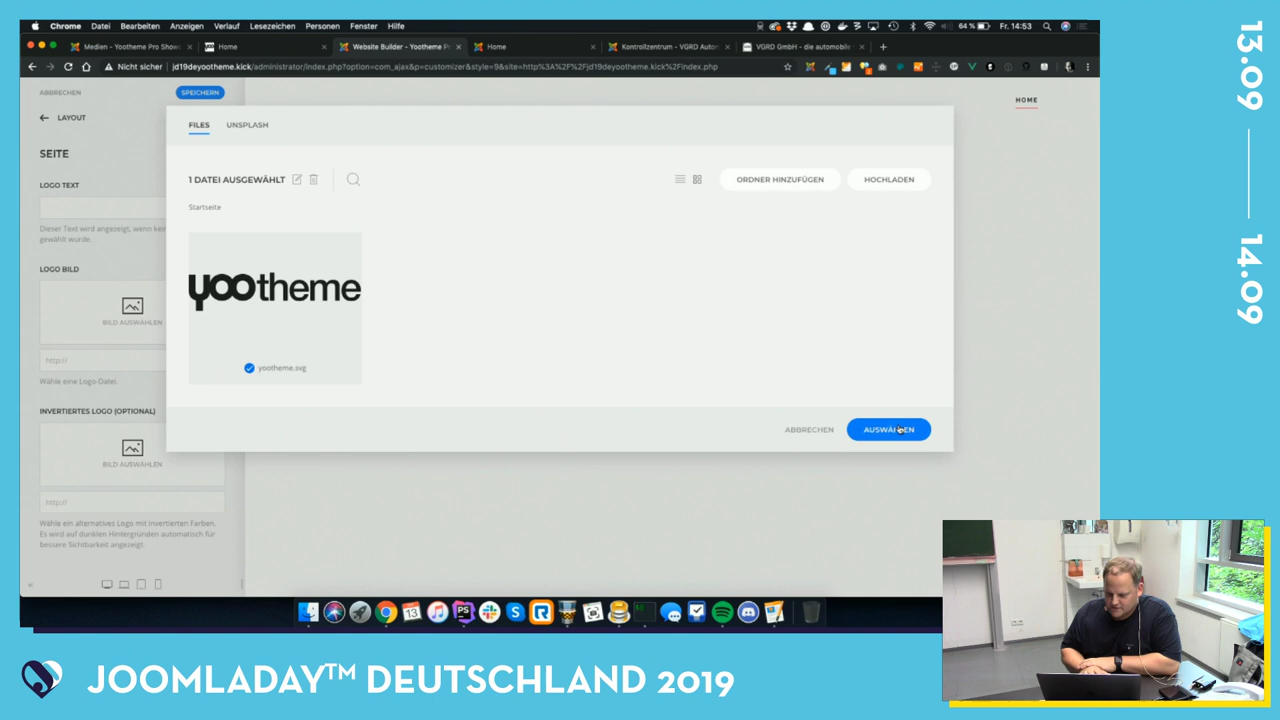 Chrome Datei Bearbeiten Anzeigen Verlauf Lesezeichen Personen Fenster Hilfe
64 % Fr. 14:53
Medien - Yootheme Pro Show
Home
Website Builder - Yootheme P
Home
Kontrollzentrum - VGRD Auto
VGRD GmbH - die automobile
Nicht sicher | jd19deyootheme.kick/administrator/index.php?option=com_ajax&p=customizer&style=9&site=http%3A%2F%2Fjd19deyootheme.kick%2Findex.php
ABBRECHEN
SPEICHERN
LAYOUT
SEITE
LOGO TEXT
Dieser Text wird angezeigt, wenn kei
gewählt wurde.
LOGO BILD
BILD AUSWÄHLEN
http://
Wähle eine Logo-Datei.
INVERTIERTES LOGO (OPTIONAL)
BILD AUSWÄHLEN
http://
Wähle ein alternatives Logo mit invertierten Farben.
Es wird auf dunklen Hintergründen automatisch für
bessere Sichtbarkeit angezeigt.
HOME
FILES UNSPLASH
1 DATEI AUSGEWÄHLT
ORDNER HINZUFÜGEN
HOCHLADEN
Startseite
yootheme
yootheme.svg
ABBRECHEN
AUSWÄHLEN
13.09
14.09
JOOMLADAY™ DEUTSCHLAND 2019